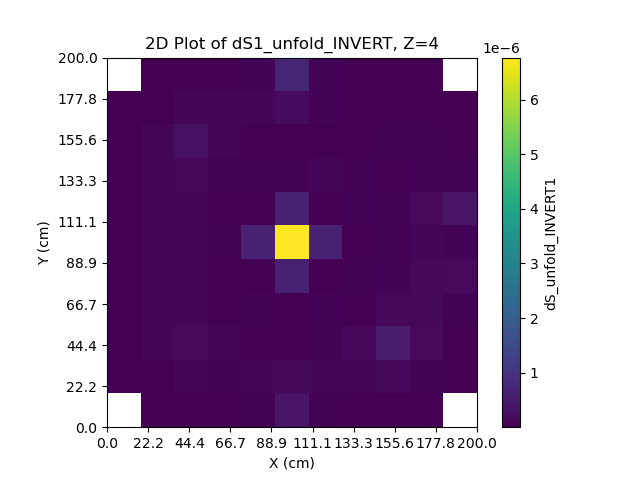 2D Plot of dS1_unfold_INVERT, Z=4
1e−6
200.0
177.8
155.6
133.3
111.1
88.9
66.7
44.4
22.2
0.0
Y (cm)
0.0 22.2 44.4 66.7 88.9 111.1 133.3 155.6 177.8 200.0
X (cm)
6
5
4
3
2
1
dS_unfold_INVERT1